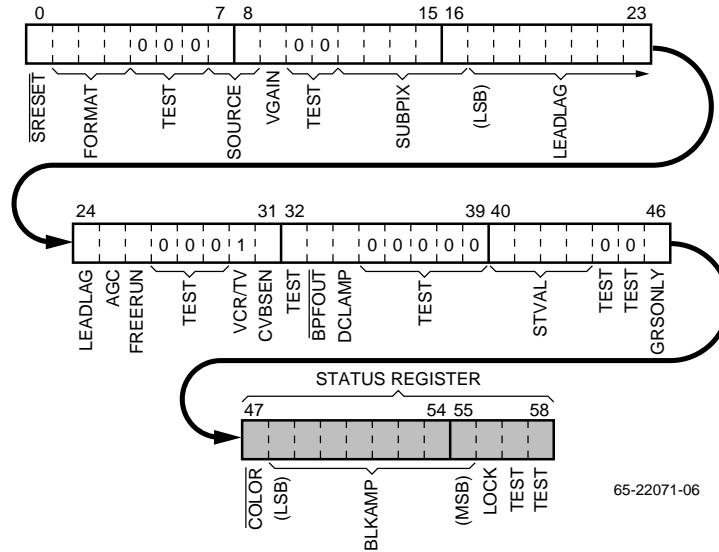 0 7 8 15 16 23
0 0 0 0 0
SRESET FORMAT TEST SOURCE VGAIN TEST SUBPIX (LSB) LEADLAG
24 31 32 39 40 46
0 0 0 1 0 0 0 0 0 0 0
LEADLAG AGC FREERUN TEST VCR/TV CVBSEN TEST BPFOUT DCLAMP TEST STVAL TEST TEST GRSONLY
STATUS REGISTER
47 54 55 58
COLOR (LSB) BLKAMP (MSB) LOCK TEST TEST
65-22071-06